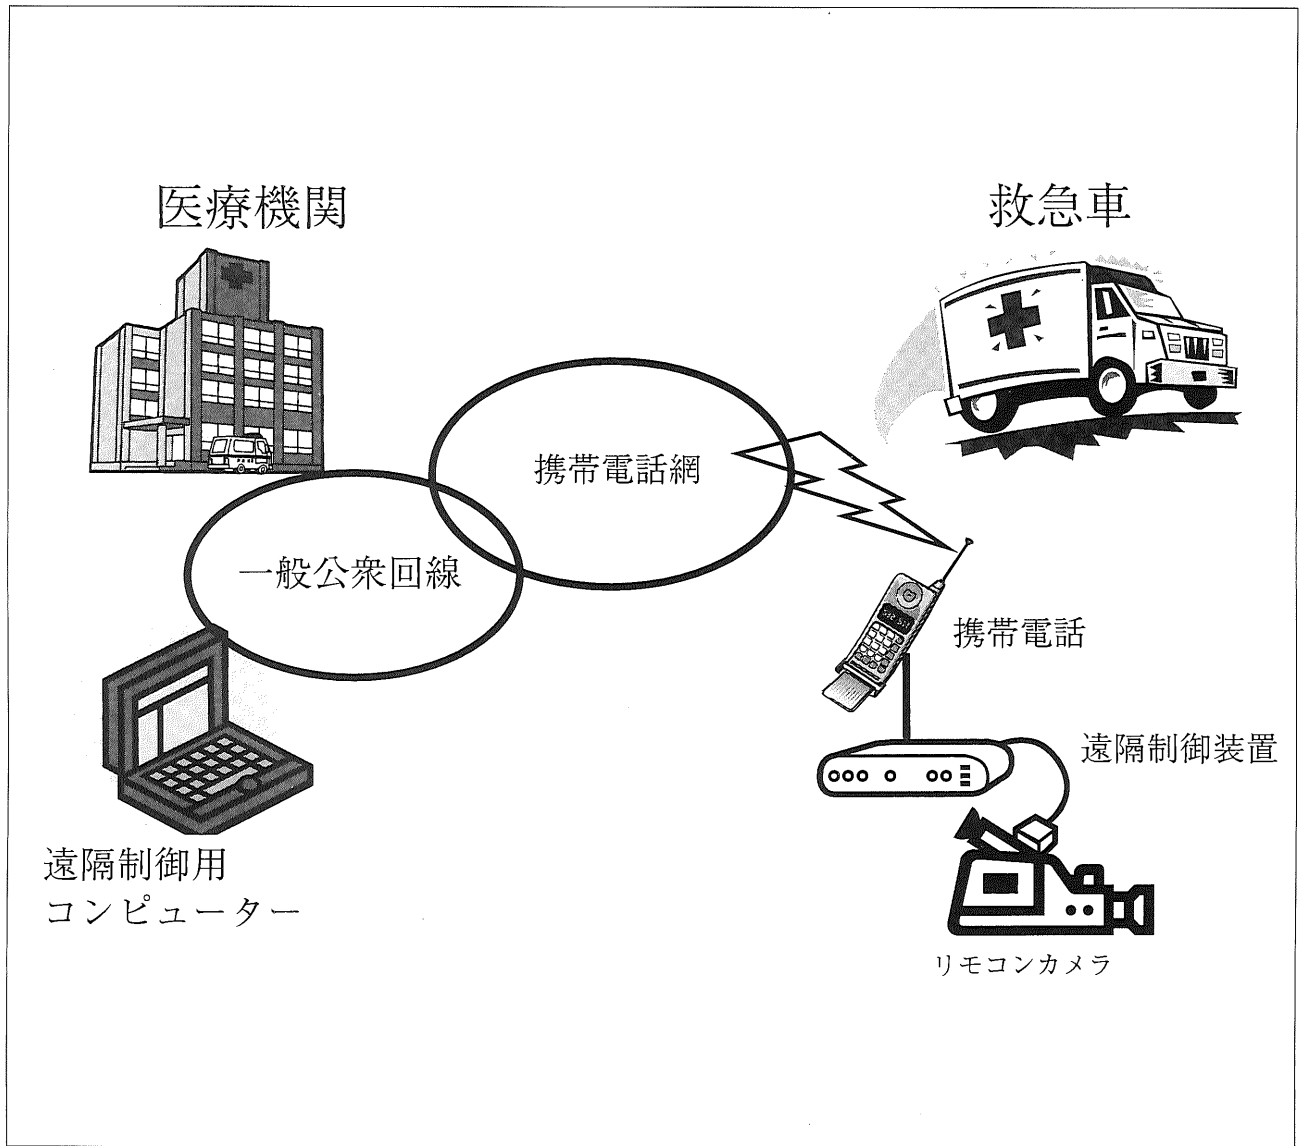 医療機関
救急車
携帯電話網
一般公衆回線
携帯電話
遠隔制御装置
遠隔制御用
コンピューター
リモコンカメラ